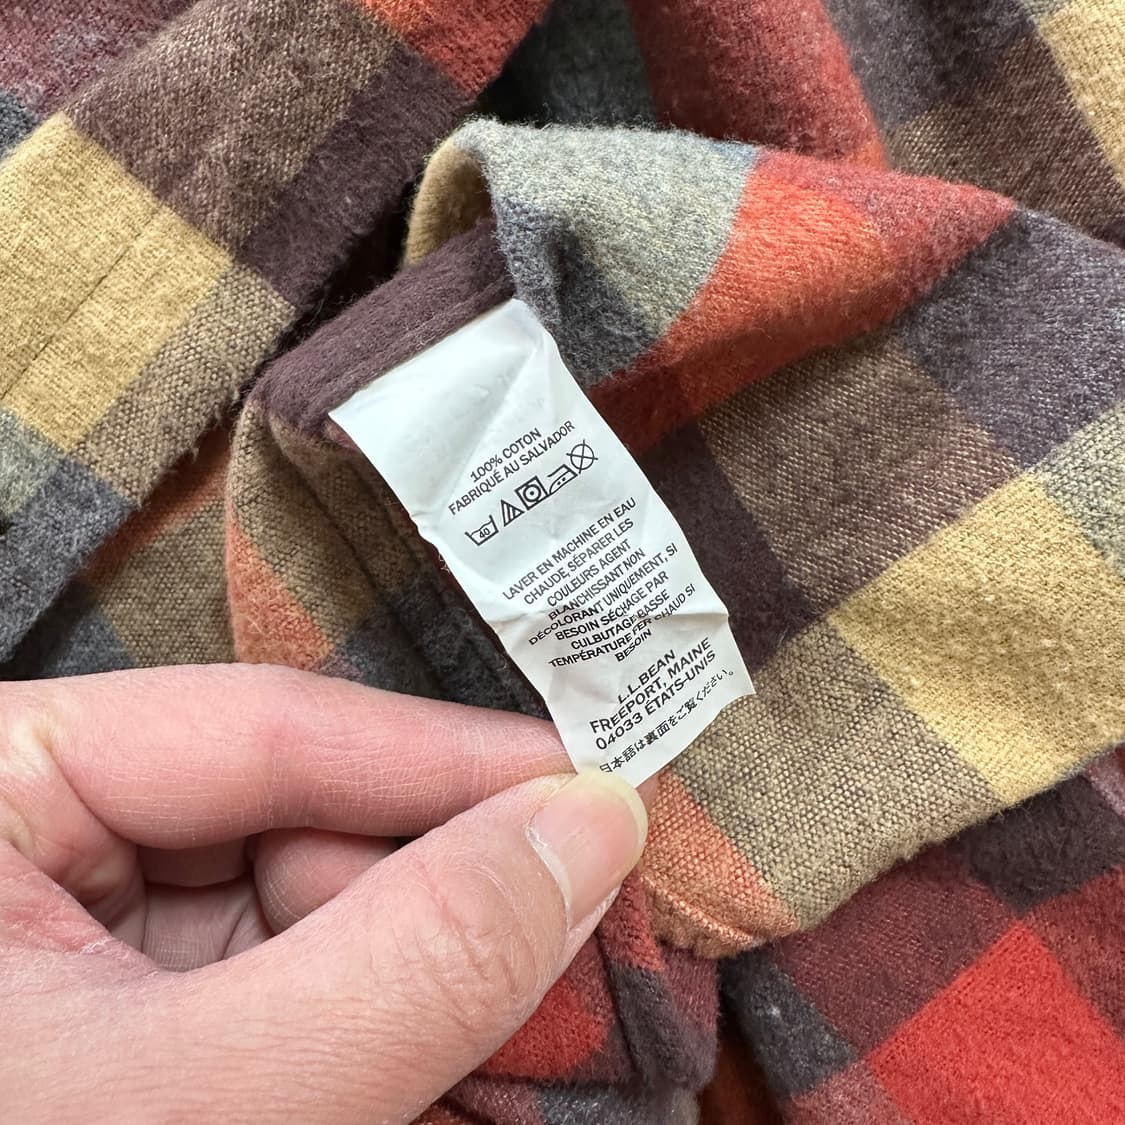 100% COTON
FABRIQUÉ AU SALVADOR
40
LAVER EN MACHINE EN EAU
CHAUDE, SÉPARER LES
COULEURS AGENT
BLANCHISSANT NON
DÉCOLORANT UNIQUEMENT, SI
BESOIN SÉCHAGE PAR
CULBUTAGE BASSE
TEMPÉRATURE FER CHAUD SI
BESOIN
L.L.BEAN
FREEPORT, MAINE
04033 ETATS-UNIS
日本語は裏面をご覧ください。